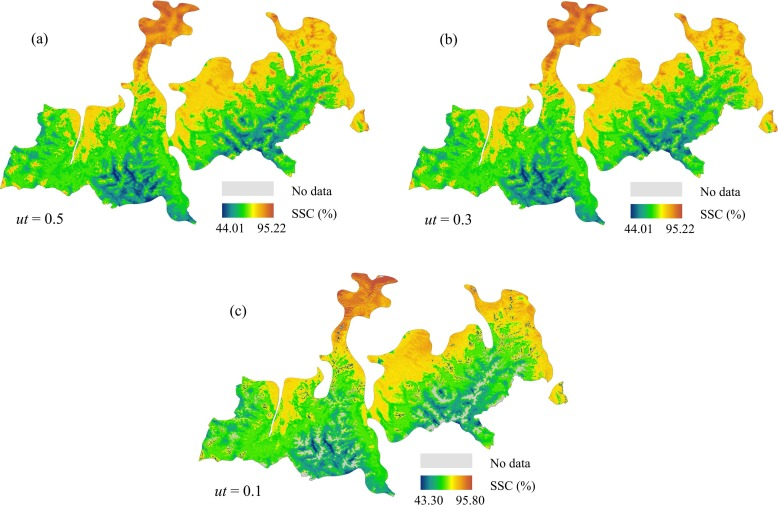 (a)
No data
SSC (%)
44.01 95.22
ut = 0.5
(b)
No data
SSC (%)
44.01 95.22
ut = 0.3
(c)
No data
SSC (%)
43.30 95.80
ut = 0.1